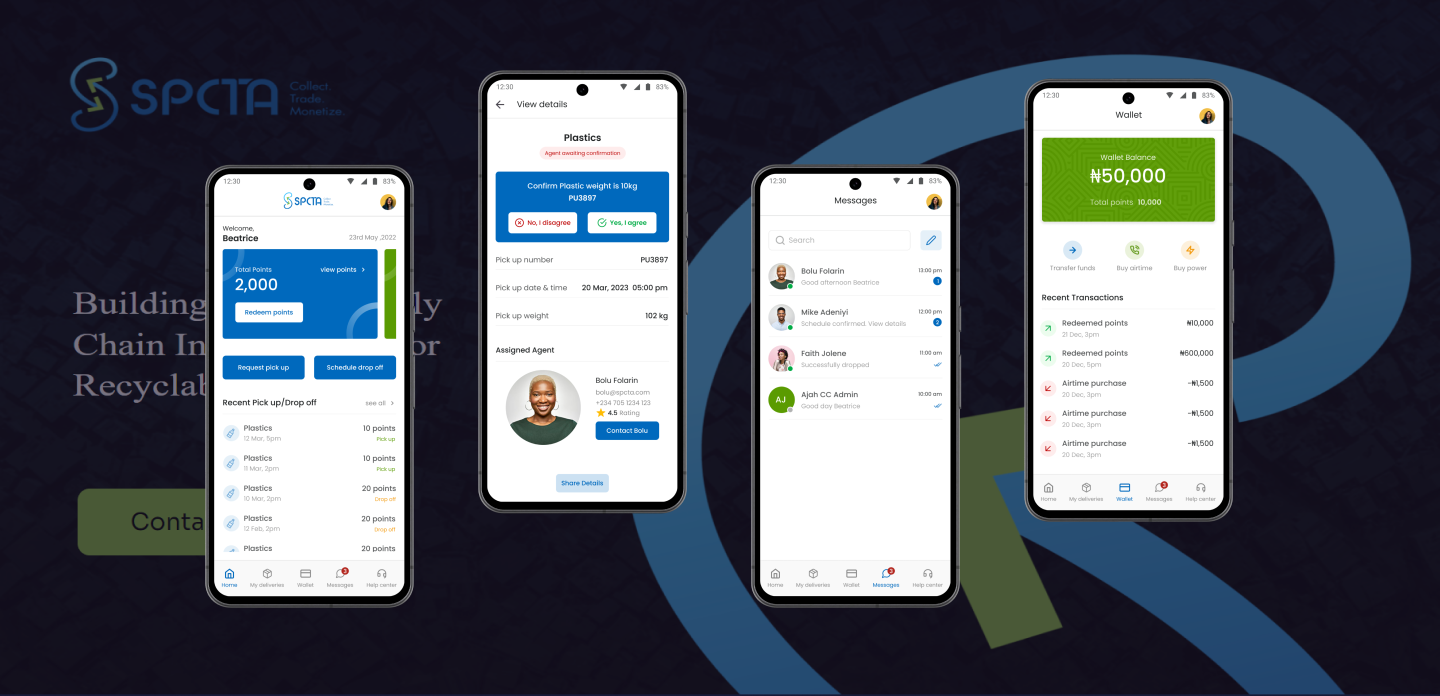 SPCTA
Collect.
Trade.
Monetize.
Building
Chain In
or
Recyclab
Conta
12:30
83%
SPCTA
Welcome,
Beatrice
23rd May ,2022
Total Points
view points
2,000
Redeem points
Request pick up
Schedule drop off
Recent Pick up/Drop off
see all
Plastics
10 points
12 Mar, 5pm
Pick up
Plastics
10 points
11 Mar, 2pm
Pick up
Plastics
20 points
10 Mar, 2pm
Drop off
Plastics
20 points
12 Feb, 2pm
Drop off
Plastics
20 points
Home
My deliveries
Wallet
Messages
3
Help center
12:30
83%
View details
Plastics
Agent awaiting confirmation
Confirm Plastic weight is 10kg
PU3897
No, I disagree
Yes, I agree
Pick up number
PU3897
Pick up date & time
20 Mar, 2023 05:00 pm
Pick up weight
102 kg
Assigned Agent
Bolu Folarin
bolu@spcta.com
+234 705 1234 123
4.5 Rating
Contact Bolu
Share Details
12:30
83%
Messages
Search
Bolu Folarin
13:00 pm
Good afternoon Beatrice
1
Mike Adeniyi
12:00 pm
Schedule confirmed. View details
2
Faith Jolene
11:00 am
Successfully dropped
AJ
Ajah CC Admin
10:00 am
Good day Beatrice
Home
My deliveries
Wallet
Messages
3
Help center
12:30
83%
Wallet
Wallet Balance
₦50,000
Total points: 10,000
Transfer funds
Buy airtime
Buy power
Recent Transactions
Redeemed points
₦10,000
21 Dec, 3pm
Redeemed points
₦600,000
20 Dec, 5pm
Airtime purchase
-₦1,500
20 Dec, 3pm
Airtime purchase
-₦1,500
20 Dec, 3pm
Airtime purchase
-₦1,500
20 Dec, 3pm
Home
My deliveries
Wallet
Messages
3
Help center